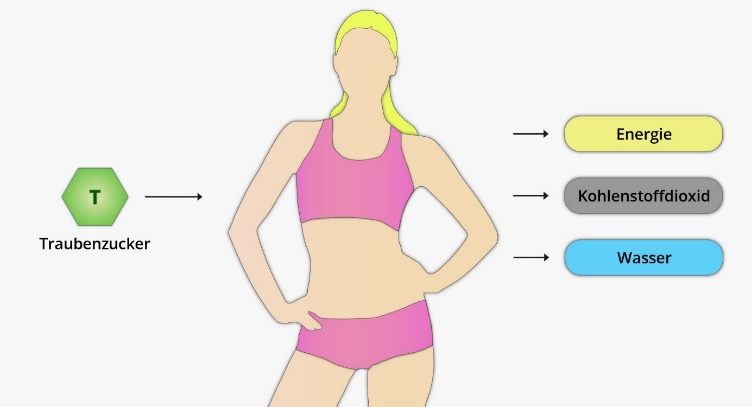 T
Traubenzucker
Energie
Kohlenstoffdioxid
Wasser